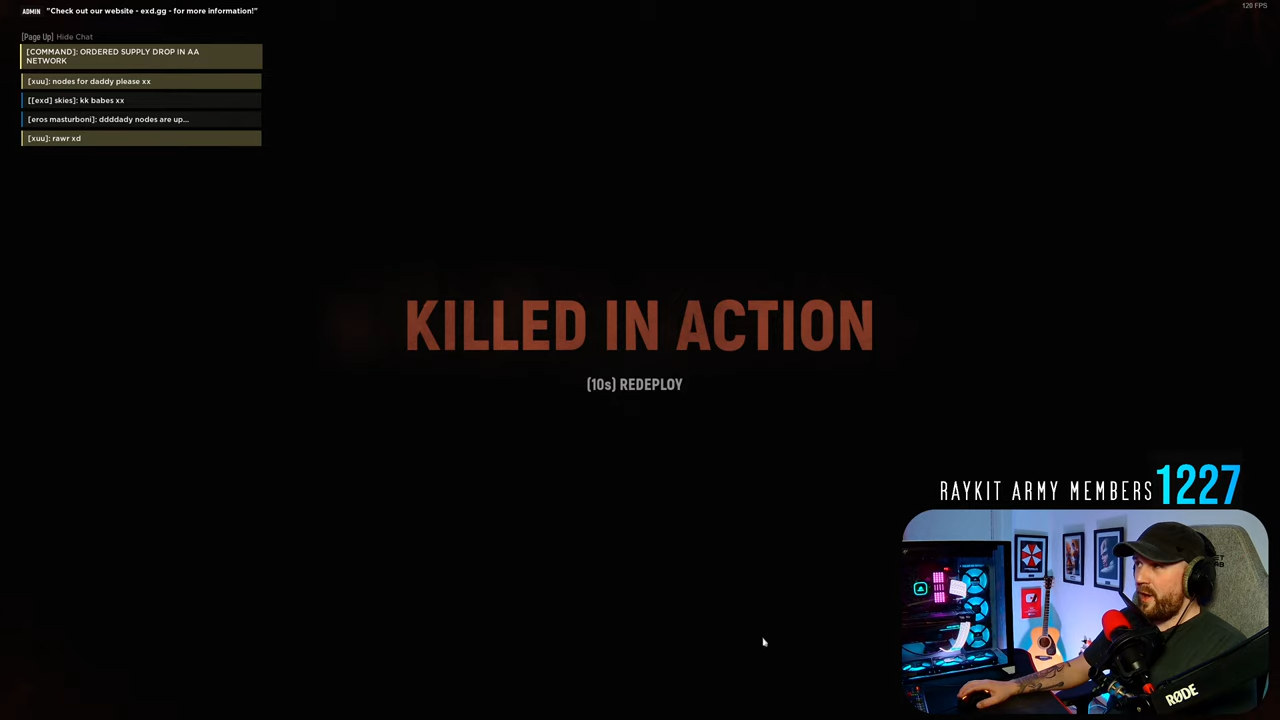 ADMIN "Check out our website - exd.gg - for more information!"
120 FPS
[Page Up] Hide Chat
[COMMAND]: ORDERED SUPPLY DROP IN AA
NETWORK
[xuu]: nodes for daddy please xx
[[exd] skies]: kk babes xx
[eros masturboni]: ddddady nodes are up...
[xuu]: rawr xd
KILLED IN ACTION
(10s) REDEPLOY
RAYKIT ARMY MEMBERS 1227
RØDE